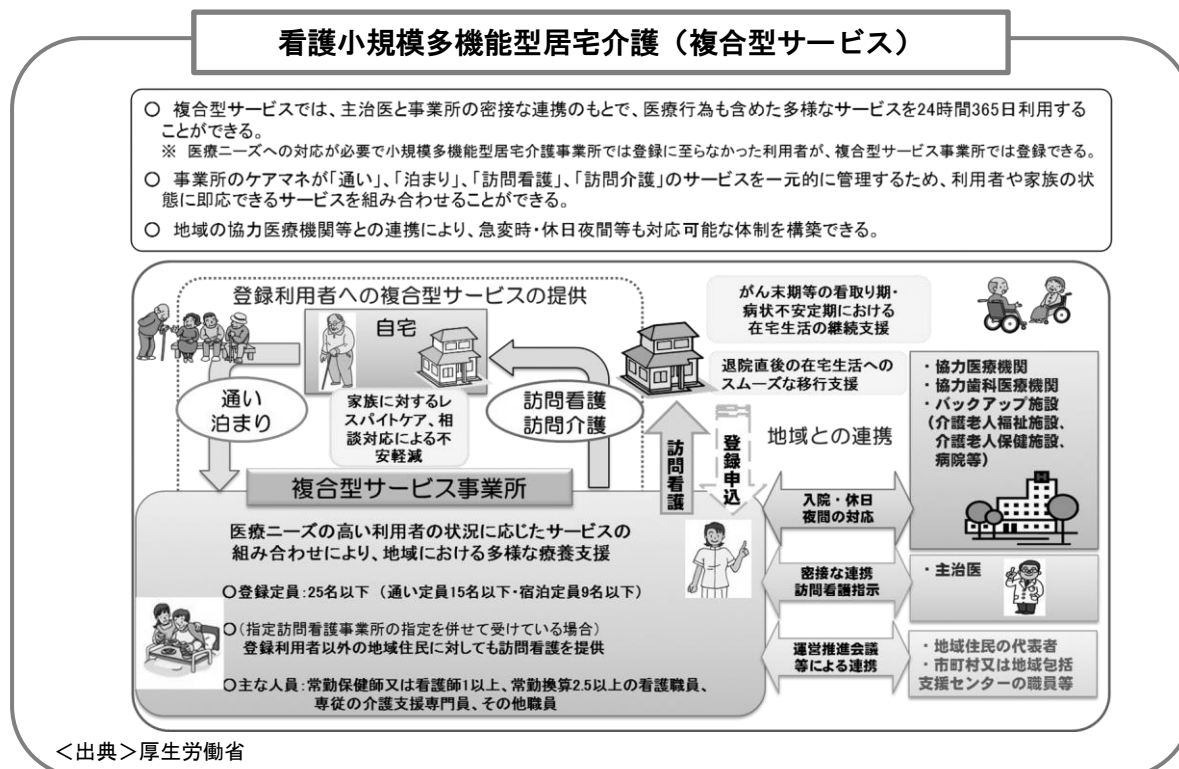 看護小規模多機能型居宅介護（複合型サービス）
○ 複合型サービスでは、主治医と事業所の密接な連携のもとで、医療行為も含めた多様なサービスを24時間365日利用する
ことができる。
※ 医療ニーズへの対応が必要で小規模多機能型居宅介護事業所では登録に至らなかった利用者が、複合型サービス事業所では登録できる。
○ 事業所のケアマネが「通い」、「泊まり」、「訪問看護」、「訪問介護」のサービスを一元的に管理するため、利用者や家族の状
態に即応できるサービスを組み合わせることができる。
○ 地域の協力医療機関等との連携により、急変時・休日夜間等も対応可能な体制を構築できる。
登録利用者への複合型サービスの提供
自宅
通い
泊まり
家族に対するレ
スパイトケア、相
談対応による不
安軽減
訪問看護
訪問介護
がん末期等の看取り期・
病状不安定期における
在宅生活の継続支援
退院直後の在宅生活への
スムーズな移行支援
訪問看護
登録申込
地域との連携
・協力医療機関
・協力歯科医療機関
・バックアップ施設
（介護老人福祉施設、
介護老人保健施設、
病院等）
複合型サービス事業所
医療ニーズの高い利用者の状況に応じたサービスの
組み合わせにより、地域における多様な療養支援
○登録定員：25名以下（通い定員15名以下・宿泊定員9名以下）
○（指定訪問看護事業所の指定を併せて受けている場合）
登録利用者以外の地域住民に対しても訪問看護を提供
○主な人員：常勤保健師又は看護師1以上、常勤換算2.5以上の看護職員、
専従の介護支援専門員、その他職員
入院・休日
夜間の対応
密接な連携
訪問看護指示
・主治医
運営推進会議
等による連携
・地域住民の代表者
・市町村又は地域包括
支援センターの職員等
＜出典＞厚生労働省